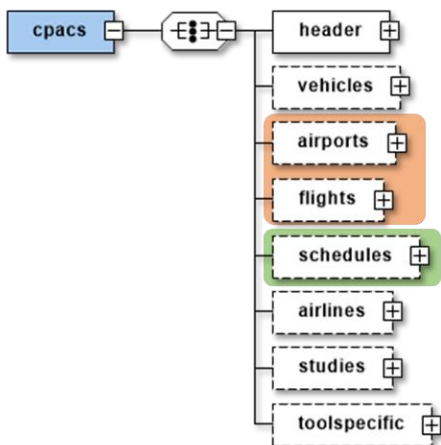 cpacs
header
vehicles
airports
flights
schedules
airlines
studies
toolspecific